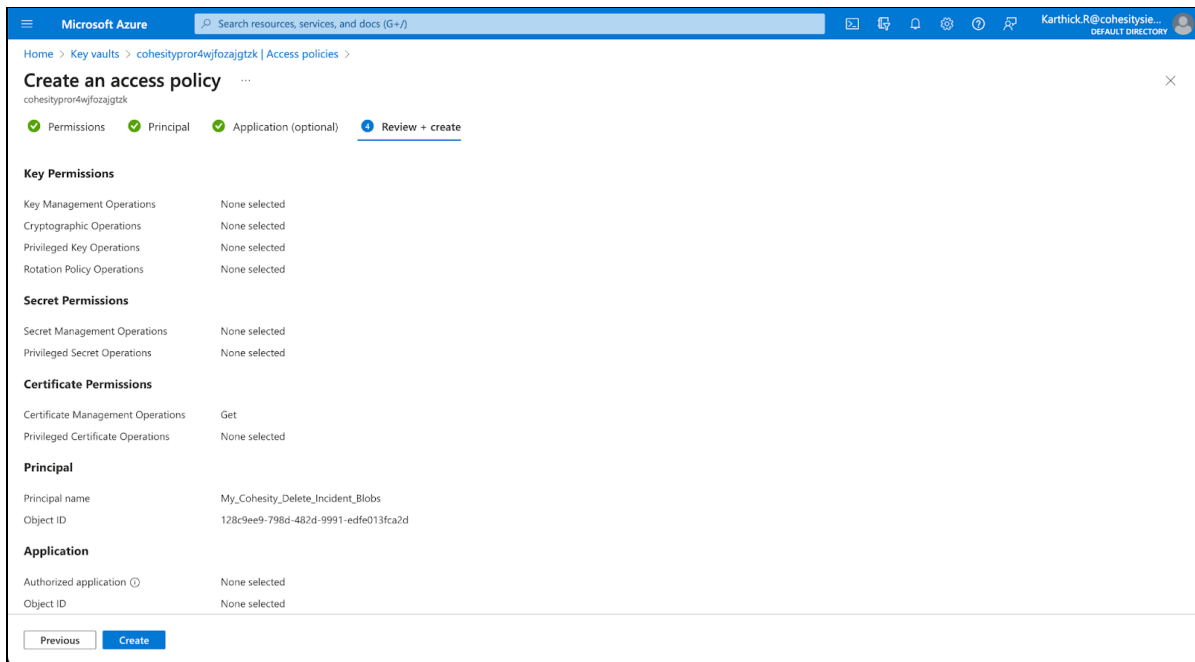 Microsoft Azure
Search resources, services, and docs (G+/)
Karthick.R@cohesitysie...
DEFAULT DIRECTORY
Home > Key vaults > cohesitypror4wjfozajgtzk | Access policies >
Create an access policy ...
cohesitypror4wjfozajgtzk
Permissions Principal Application (optional) 4 Review + create
Key Permissions
Key Management Operations None selected
Cryptographic Operations None selected
Privileged Key Operations None selected
Rotation Policy Operations None selected
Secret Permissions
Secret Management Operations None selected
Privileged Secret Operations None selected
Certificate Permissions
Certificate Management Operations Get
Privileged Certificate Operations None selected
Principal
Principal name My_Cohesity_Delete_Incident_Blobs
Object ID 128c9ee9-798d-482d-9991-edfe013fca2d
Application
Authorized application None selected
Object ID None selected
Previous Create